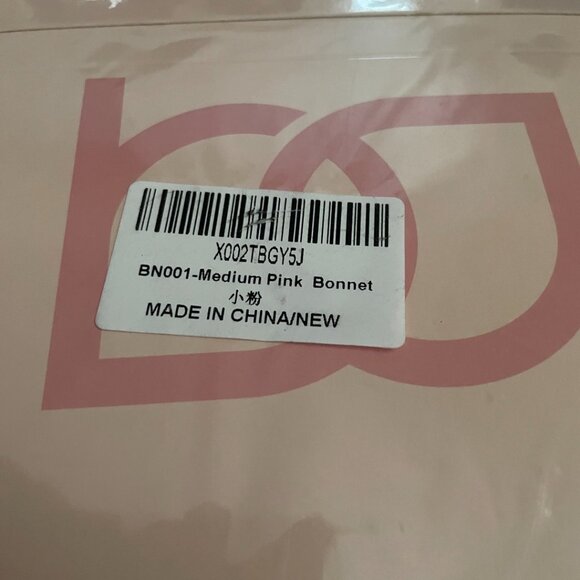 X002TBGY5J
BN001-Medium Pink Bonnet
小粉
MADE IN CHINA/NEW